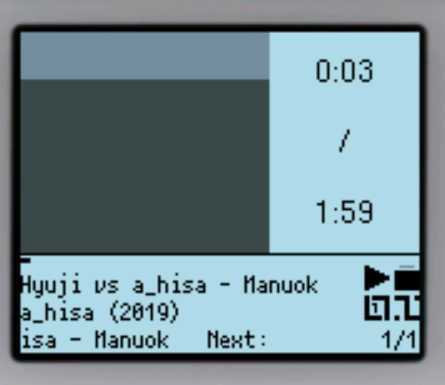 0:03
/
1:59
Hyuji vs a_hisa - Manuok
a_hisa (2019)
isa - Manuok Next:
1/1